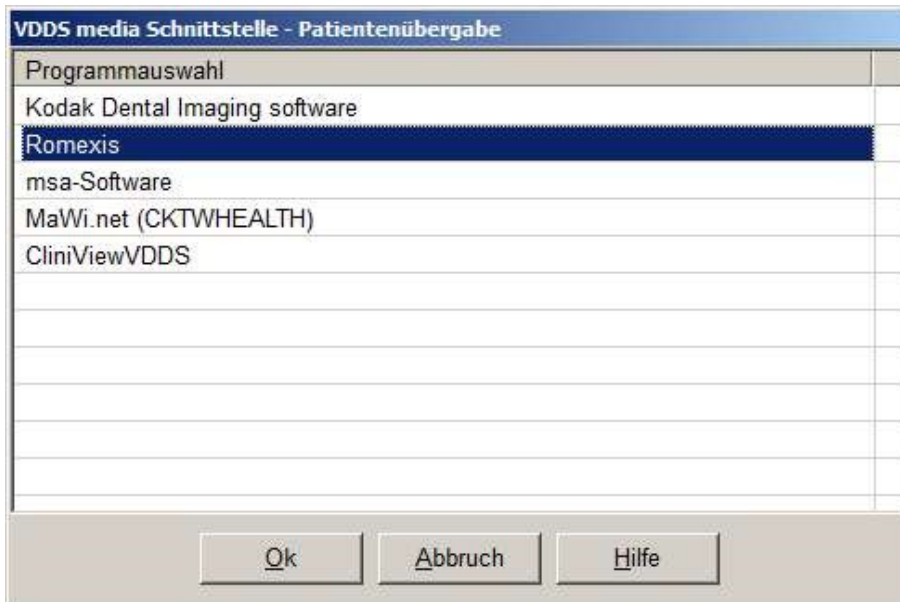 VDDS media Schnittstelle - Patientenübergabe
Programmauswahl
Kodak Dental Imaging software
Romexis
msa-Software
MaWi.net (CKTWHEALTH)
CliniViewVDDS
Ok Abbruch Hilfe